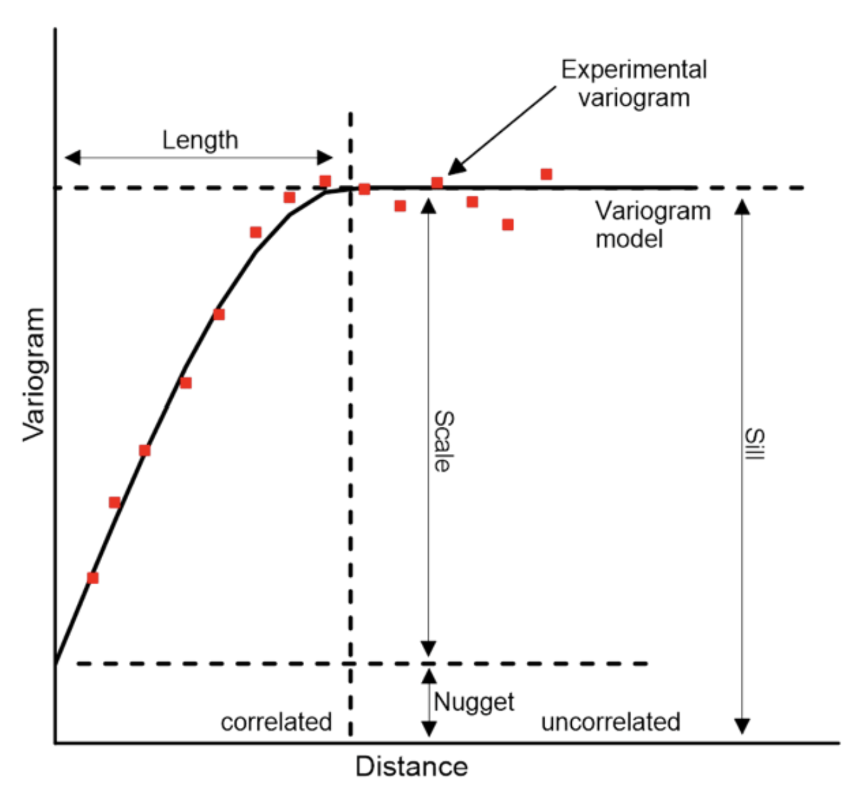 Experimental
variogram
Length
Variogram
model
Variogram
Scale
Sill
Nugget
correlated
uncorrelated
Distance